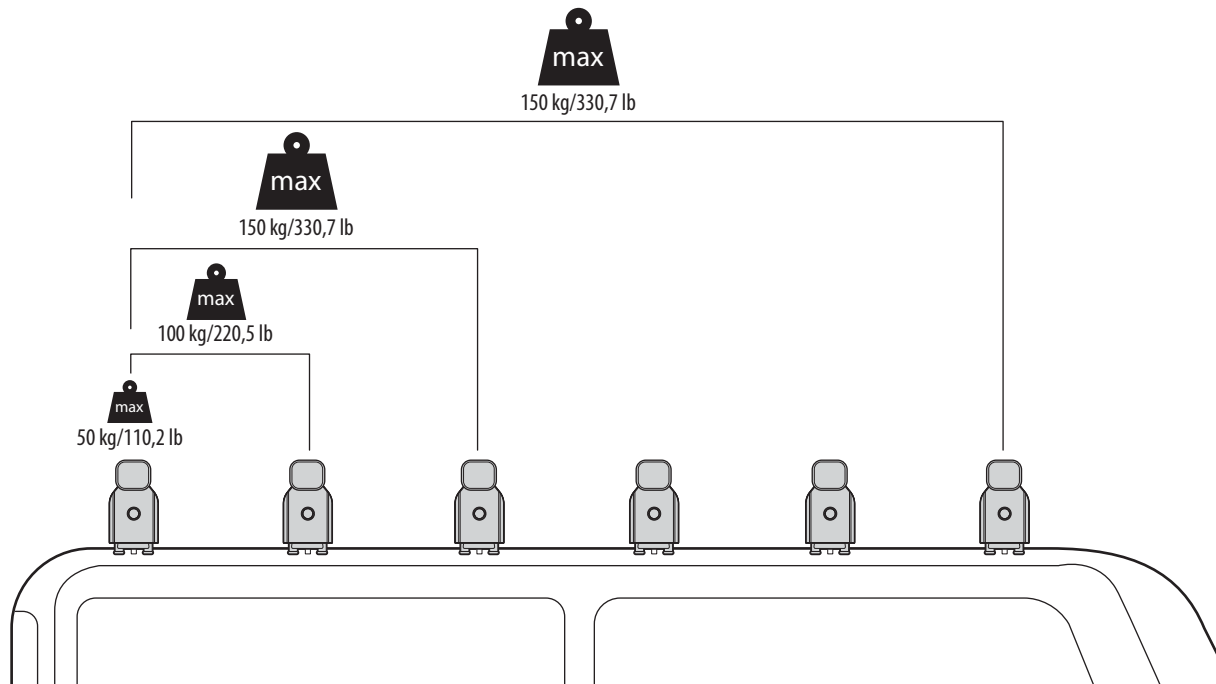 max
150 kg/330,7 lb
max
150 kg/330,7 lb
max
100 kg/220,5 lb
max
50 kg/110,2 lb